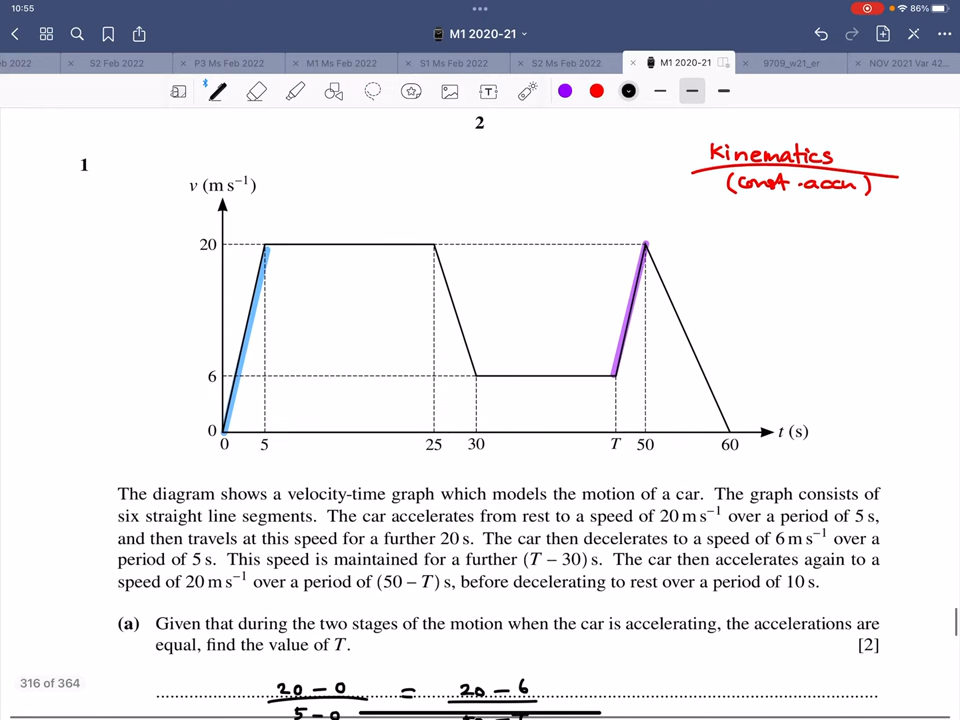 10:55
86%
M1 2020-21
b 2022
S2 Feb 2022
P3 Ms Feb 2022
M1 Ms Feb 2022
S1 Ms Feb 2022
S2 Ms Feb 2022
M1 2020-21
9709_w21_er
NOV 2021 Var 42...
2
Kinematics
(const. accn)
1
v (m s⁻¹)
20
6
0
0 5 25 30 T 50 60
t (s)
The diagram shows a velocity-time graph which models the motion of a car. The graph consists of
six straight line segments. The car accelerates from rest to a speed of 20 m s⁻¹ over a period of 5 s,
and then travels at this speed for a further 20 s. The car then decelerates to a speed of 6 m s⁻¹ over a
period of 5 s. This speed is maintained for a further (T − 30) s. The car then accelerates again to a
speed of 20 m s⁻¹ over a period of (50 − T) s, before decelerating to rest over a period of 10 s.
(a) Given that during the two stages of the motion when the car is accelerating, the accelerations are
equal, find the value of T. [2]
316 of 364
20 − 0 = 20 − 6
5 − 0